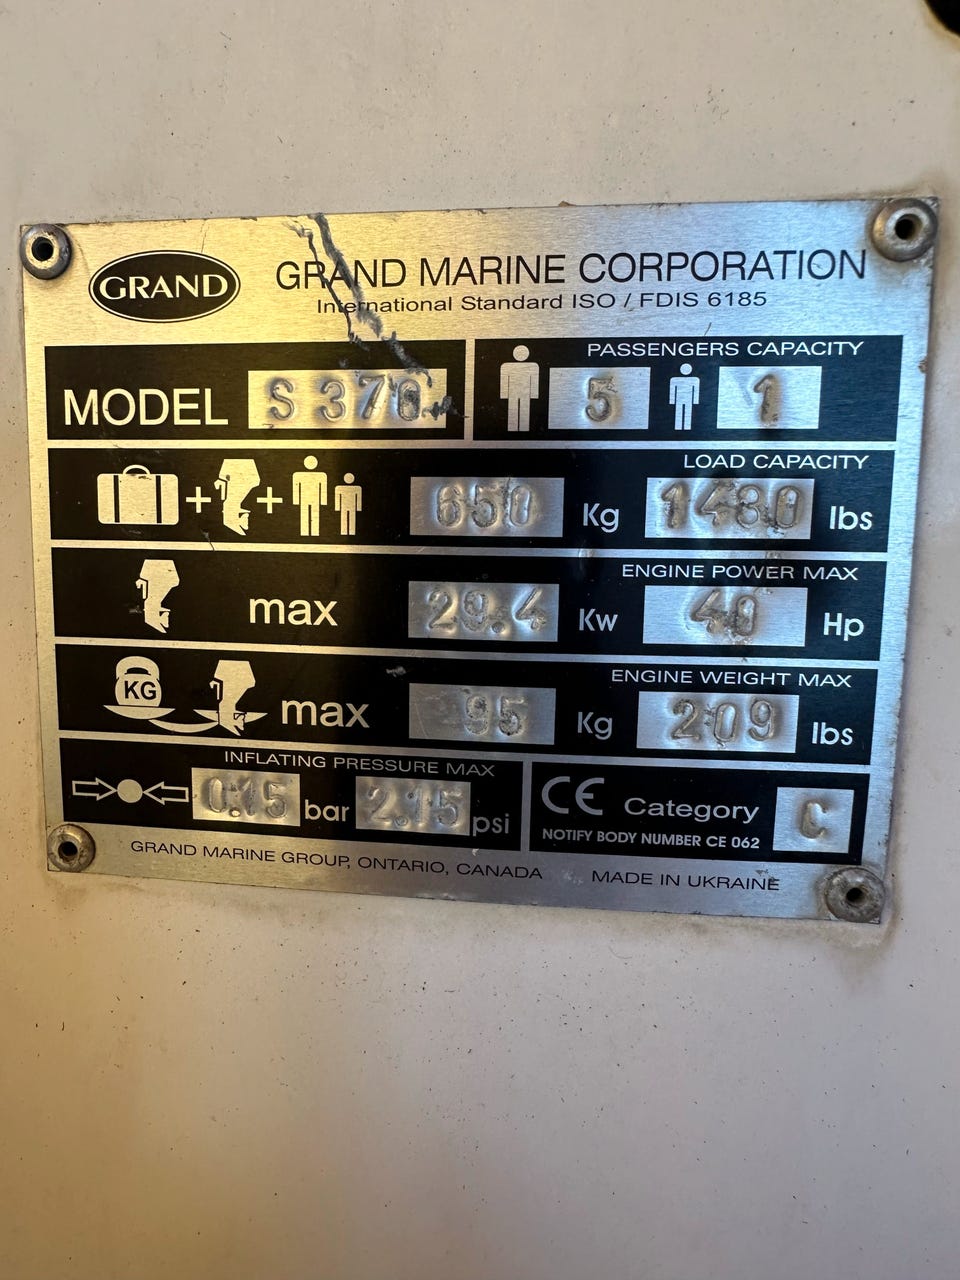 GRAND
GRAND MARINE CORPORATION
International Standard ISO / FDIS 6185
MODEL S 370
PASSENGERS CAPACITY
5 1
LOAD CAPACITY
650 Kg 1430 lbs
ENGINE POWER MAX
max 29.4 Kw 40 Hp
ENGINE WEIGHT MAX
KG max 95 Kg 209 lbs
INFLATING PRESSURE MAX
0.15 bar 2.15 psi
CE Category C
NOTIFY BODY NUMBER CE 062
GRAND MARINE GROUP, ONTARIO, CANADA MADE IN UKRAINE